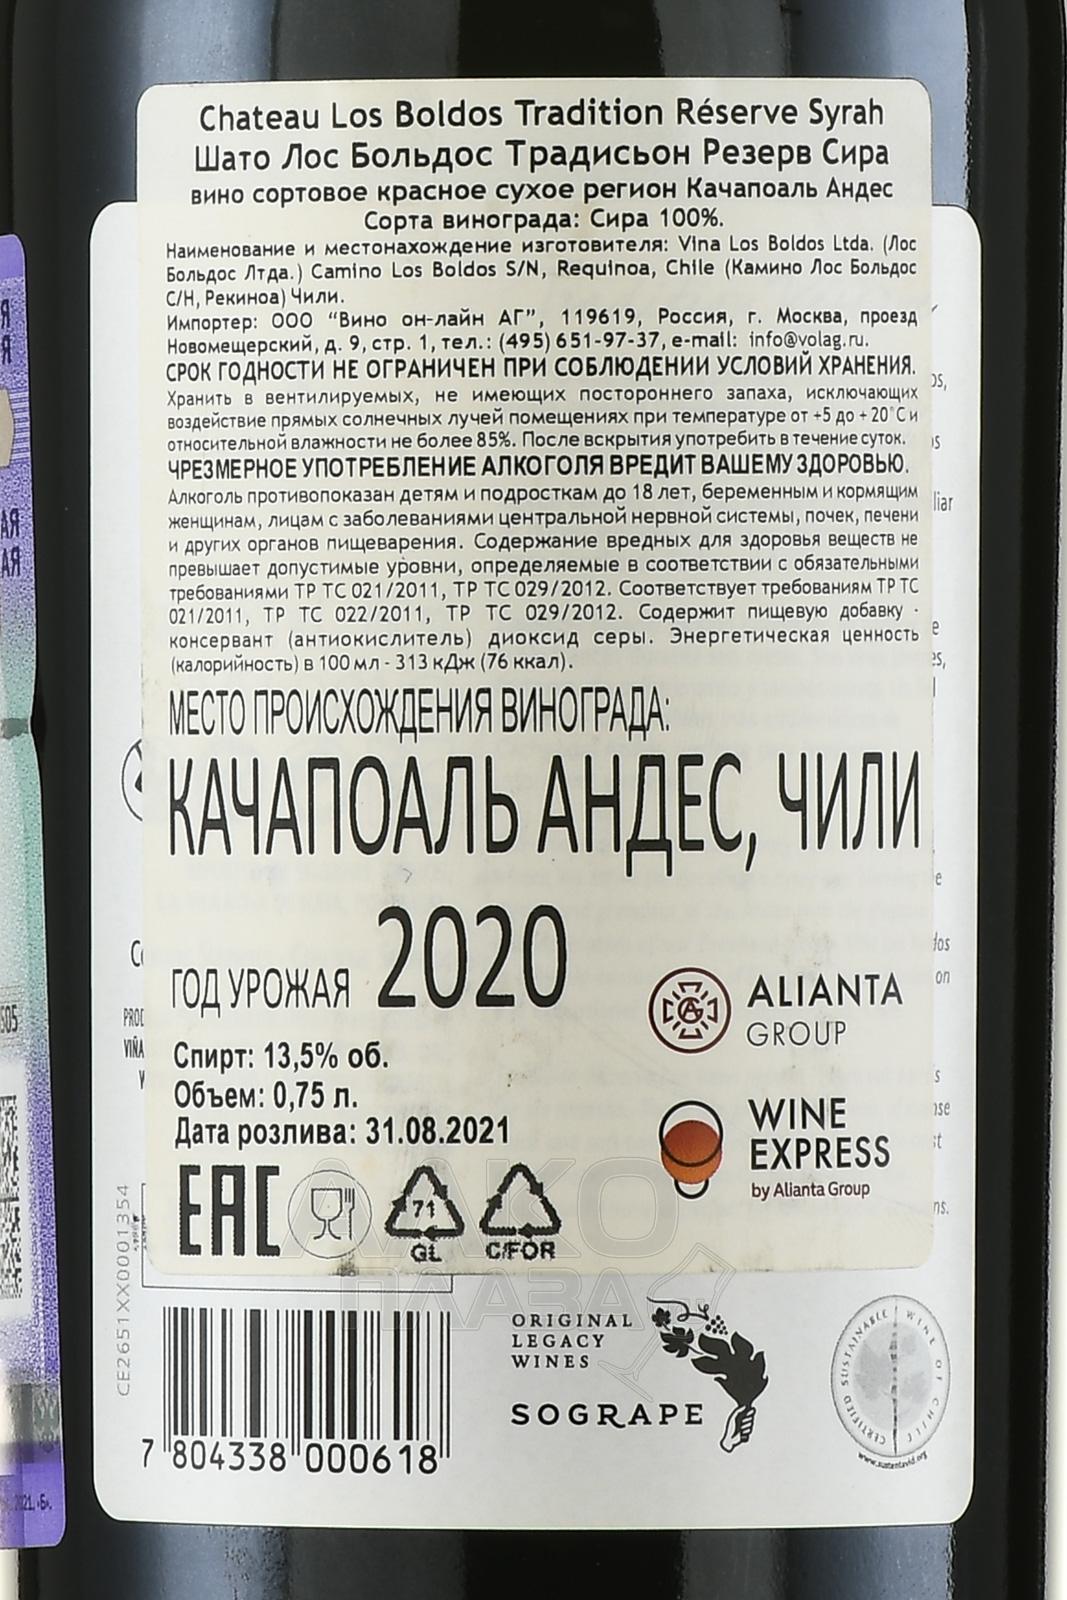 Chateau Los Boldos Tradition Réserve Syrah
Шато Лос Больдос Традисьон Резерв Сира
вино сортовое красное сухое регион Качапоаль Андес
Сорта винограда: Сира 100%.
Наименование и местонахождение изготовителя: Vina Los Boldos Ltda. (Лос
Больдос Лтда.) Camino Los Boldos S/N, Requinoa, Chile (Камино Лос Больдос
С/Н, Рекиноа) Чили.
Импортер: ООО “Вино он-лайн АГ”, 119619, Россия, г. Москва, проезд
Новомещерский, д. 9, стр. 1, тел.: (495) 651-97-37, e-mail: info@volag.ru.
СРОК ГОДНОСТИ НЕ ОГРАНИЧЕН ПРИ СОБЛЮДЕНИИ УСЛОВИЙ ХРАНЕНИЯ.
Хранить в вентилируемых, не имеющих постороннего запаха, исключающих
воздействие прямых солнечных лучей помещениях при температуре от +5 до + 20°С и
относительной влажности не более 85%. После вскрытия употребить в течение суток.
ЧРЕЗМЕРНОЕ УПОТРЕБЛЕНИЕ АЛКОГОЛЯ ВРЕДИТ ВАШЕМУ ЗДОРОВЬЮ.
Алкоголь противопоказан детям и подросткам до 18 лет, беременным и кормящим
женщинам, лицам с заболеваниями центральной нервной системы, почек, печени
и других органов пищеварения. Содержание вредных для здоровья веществ не
превышает допустимые уровни, определяемые в соответствии с обязательными
требованиями ТР ТС 021/2011, ТР ТС 029/2012. Соответствует требованиям ТР ТС
021/2011, ТР ТС 022/2011, ТР ТС 029/2012. Содержит пищевую добавку -
консервант (антиокислитель) диоксид серы. Энергетическая ценность
(калорийность) в 100 мл - 313 кДж (76 ккал).
МЕСТО ПРОИСХОЖДЕНИЯ ВИНОГРАДА:
КАЧАПОАЛЬ АНДЕС, ЧИЛИ
ГОД УРОЖАЯ 2020
ALIANTA
GROUP
Спирт: 13,5% об.
Объем: 0,75 л.
Дата розлива: 31.08.2021
WINE
EXPRESS
by Alianta Group
EAC
71
GL
C/FOR
CE2651XX0001354
7 804338 000618
ORIGINAL
LEGACY
WINES
SOGRAPE
CERTIFIED SUSTAINABLE WINE OF CHILE
www.sustentavid.org
АЛКО
ПЛАЗА